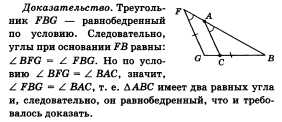 Доказательство. Треуголь-
ник FBG — равнобедренный
по условию. Следовательно,
углы при основании FB равны:
∠ BFG = ∠ FBG. Но по усло-
вию ∠ BFG = ∠ BAC, значит,
∠ FBG = ∠ BAC, т. е. △ABC имеет два равных угла
и, следовательно, он равнобедренный, что и требо-
валось доказать.
F
A
G
C
B